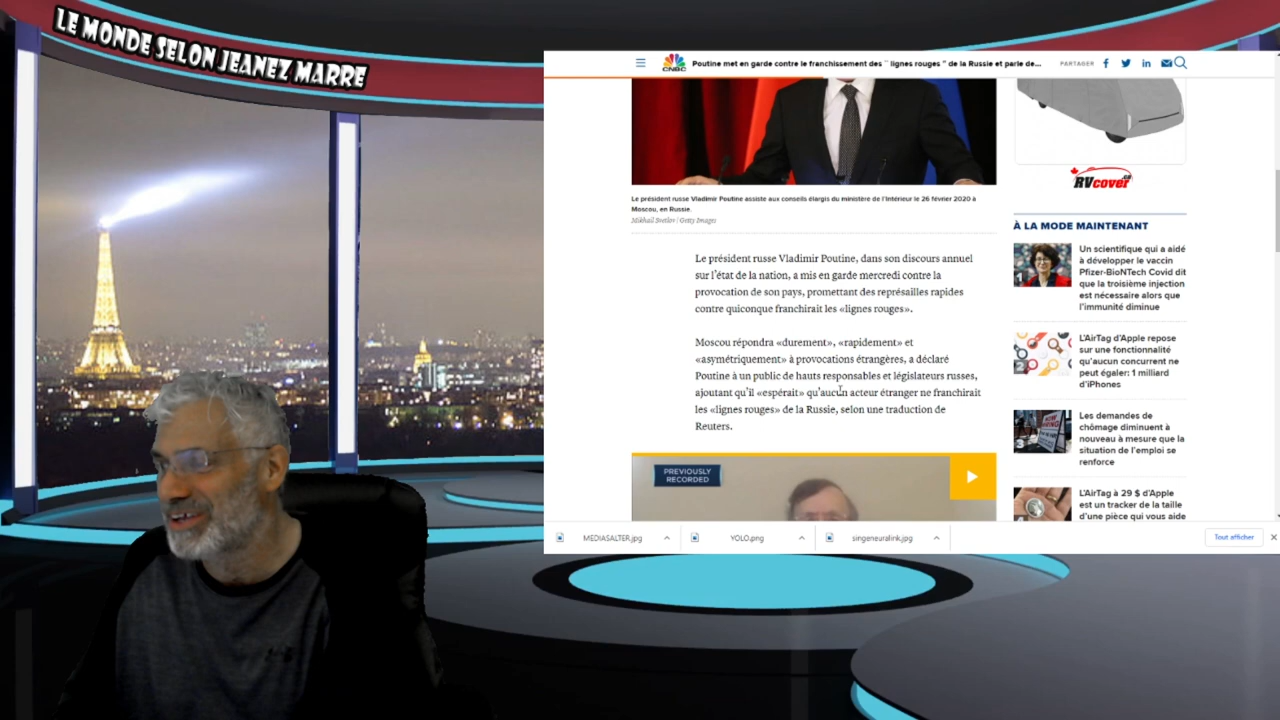 LE MONDE SELON JEANEZ MARRE
CNBC
Poutine met en garde contre le franchissement des " lignes rouges " de la Russie et parle de...
PARTAGER
Le président russe Vladimir Poutine assiste aux conseils élargis du ministère de l'Intérieur le 26 février 2020 à
Moscou, en Russie.
Mikhail Svetlov | Getty Images
Le président russe Vladimir Poutine, dans son discours annuel
sur l'état de la nation, a mis en garde mercredi contre la
provocation de son pays, promettant des représailles rapides
contre quiconque franchirait les «lignes rouges».
Moscou répondra «durement», «rapidement» et
«asymétriquement» à provocations étrangères, a déclaré
Poutine à un public de hauts responsables et législateurs russes,
ajoutant qu'il «espérait» qu'aucun acteur étranger ne franchirait
les «lignes rouges» de la Russie, selon une traduction de
Reuters.
PREVIOUSLY
RECORDED
RVcover.ca
À LA MODE MAINTENANT
1
Un scientifique qui a aidé
à développer le vaccin
Pfizer-BioNTech Covid dit
que la troisième injection
est nécessaire alors que
l'immunité diminue
2
L'AirTag d'Apple repose
sur une fonctionnalité
qu'aucun concurrent ne
peut égaler: 1 milliard
d'iPhones
3
Les demandes de
chômage diminuent à
nouveau à mesure que la
situation de l'emploi se
renforce
L'AirTag à 29 $ d'Apple
est un tracker de la taille
d'une pièce qui vous aide
MEDIASALTER.jpg
YOLO.png
singeneuralink.jpg
Tout afficher